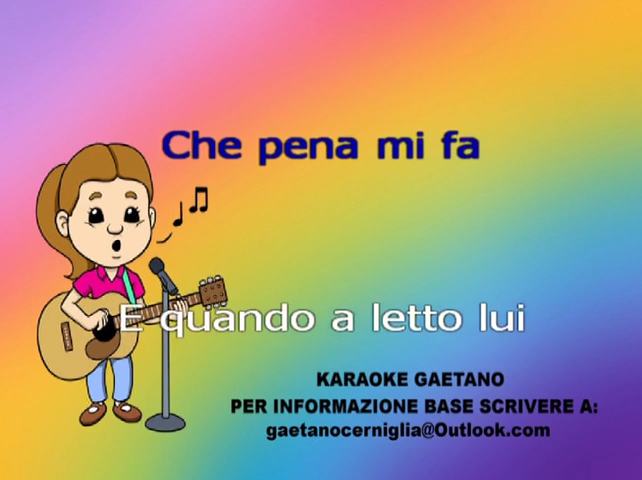 Che pena mi fa
E quando a letto lui
KARAOKE GAETANO
PER INFORMAZIONE BASE SCRIVERE A:
gaetanocerniglia@Outlook.com